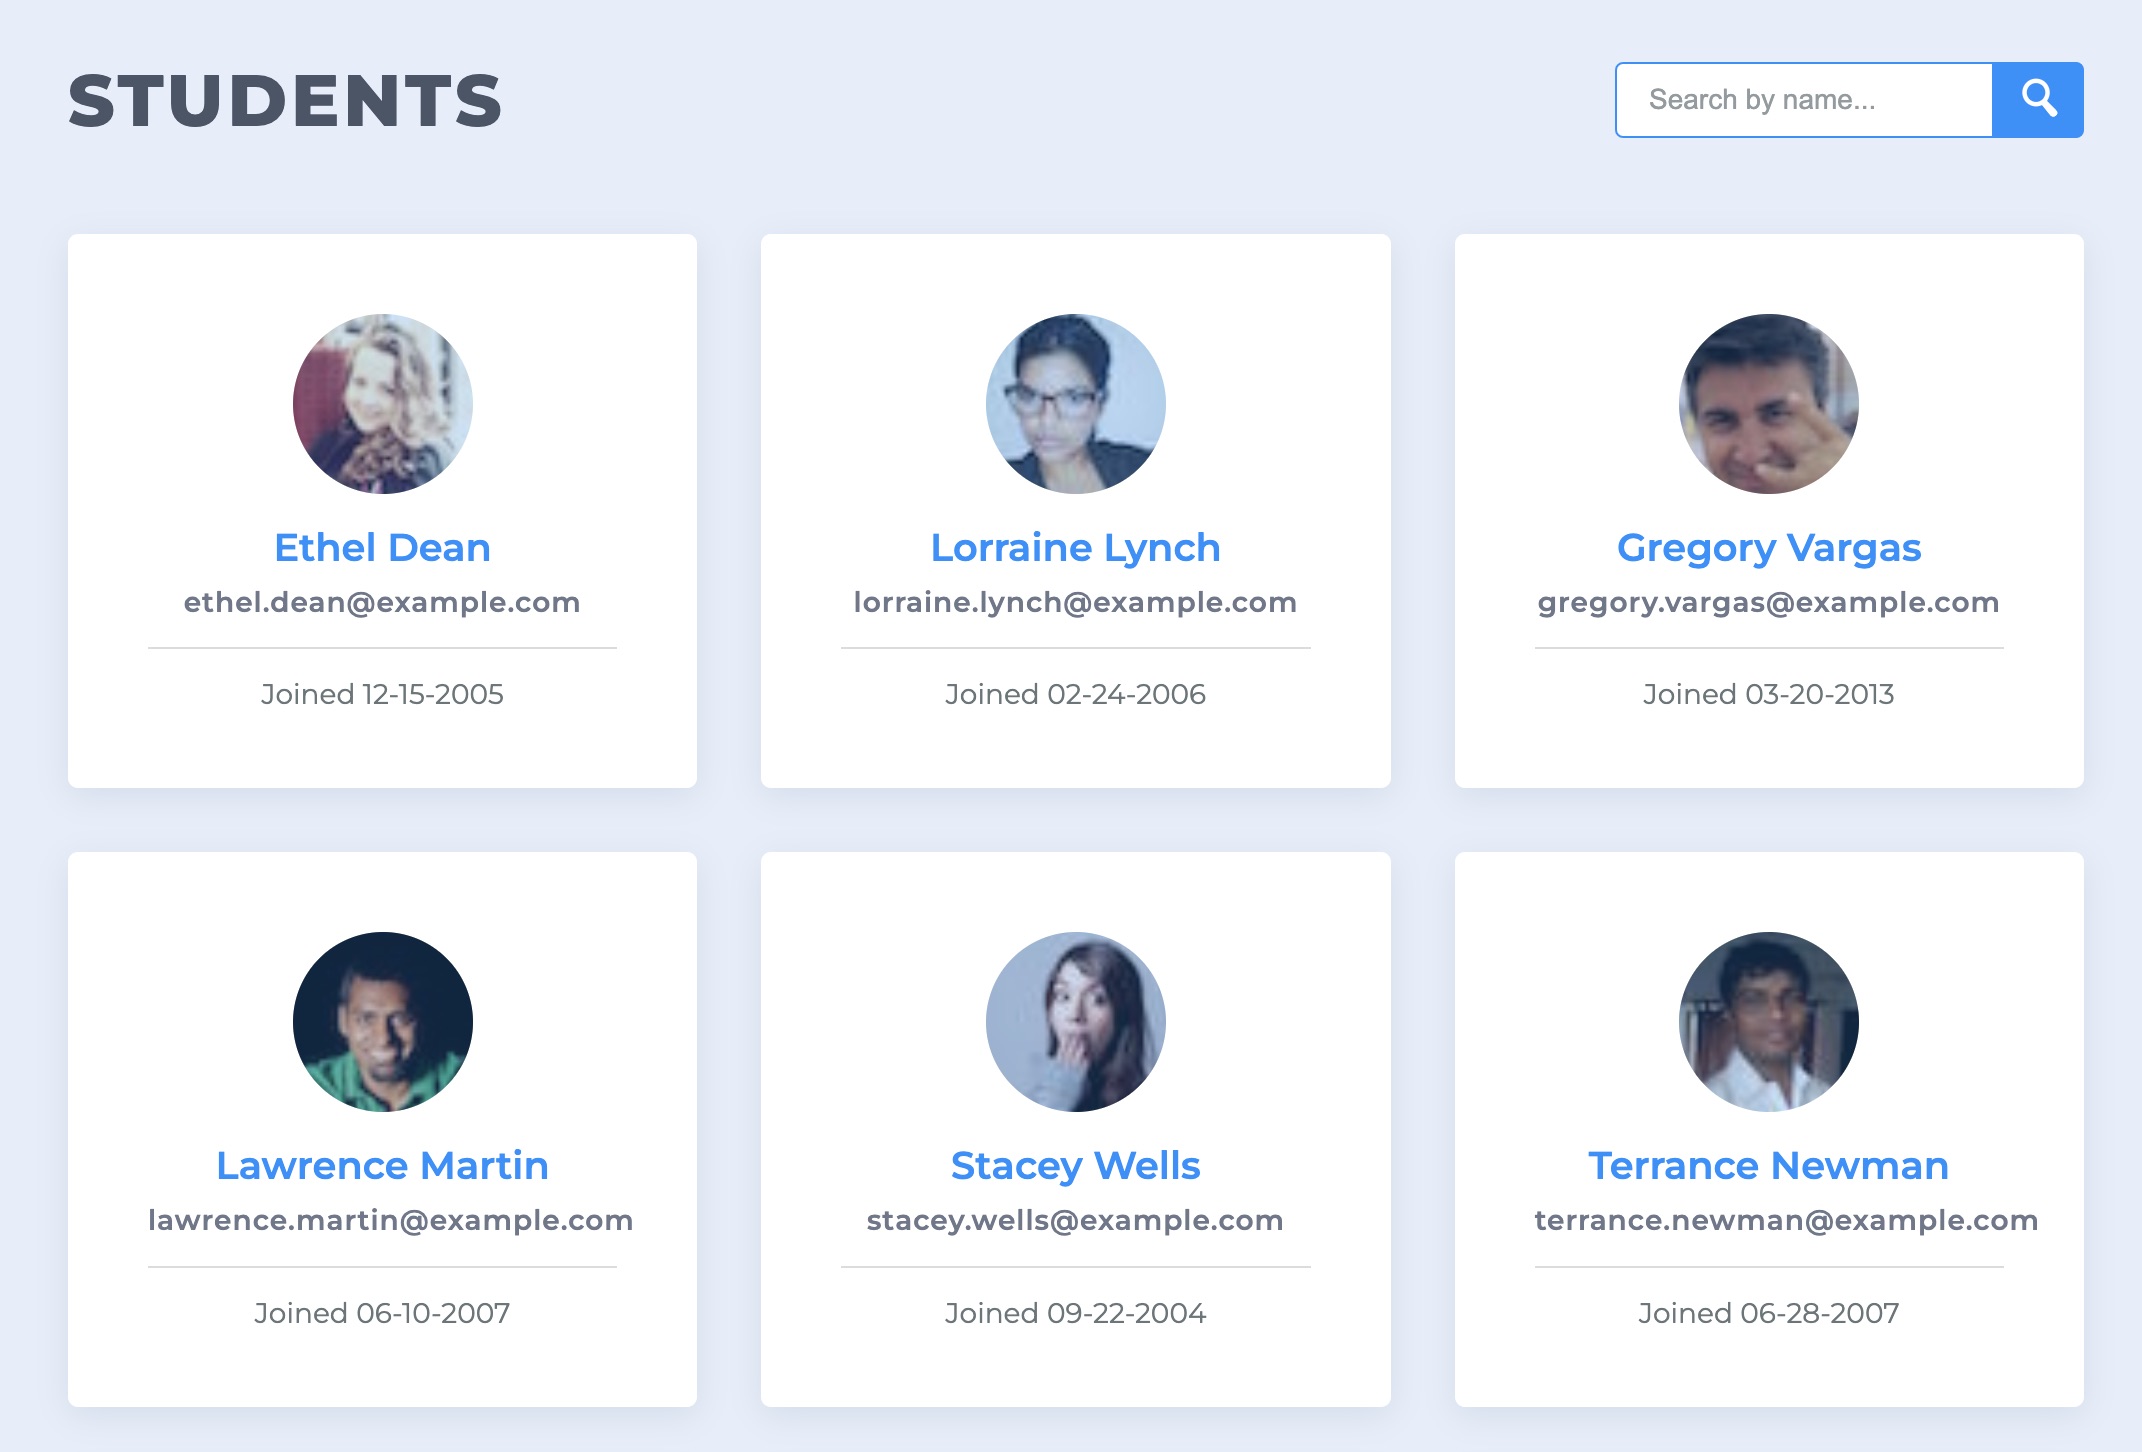 STUDENTS
Search by name...
Ethel Dean
ethel.dean@example.com
Joined 12-15-2005
Lorraine Lynch
lorraine.lynch@example.com
Joined 02-24-2006
Gregory Vargas
gregory.vargas@example.com
Joined 03-20-2013
Lawrence Martin
lawrence.martin@example.com
Joined 06-10-2007
Stacey Wells
stacey.wells@example.com
Joined 09-22-2004
Terrance Newman
terrance.newman@example.com
Joined 06-28-2007